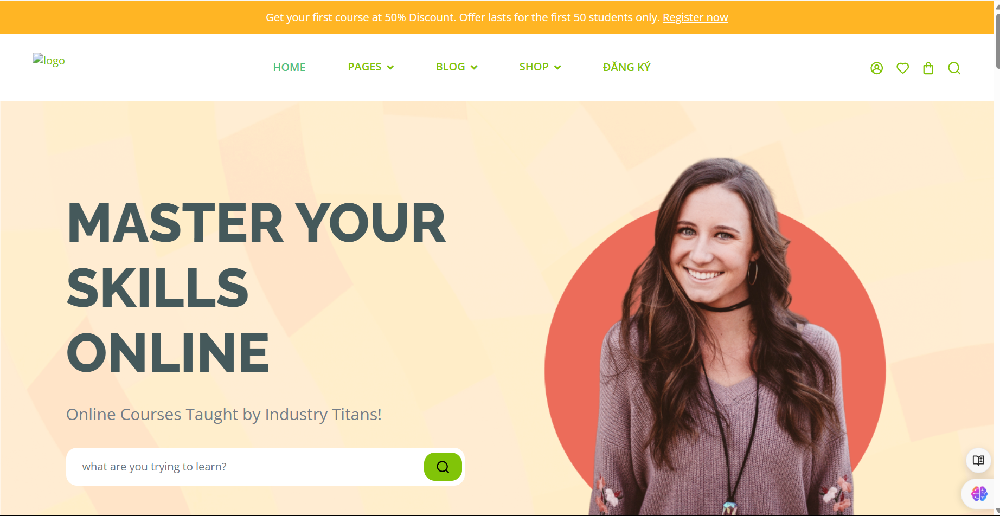 Get your first course at 50% Discount. Offer lasts for the first 50 students only. Register now
logo
HOME PAGES BLOG SHOP ĐĂNG KÝ
MASTER YOUR
SKILLS
ONLINE
Online Courses Taught by Industry Titans!
what are you trying to learn?